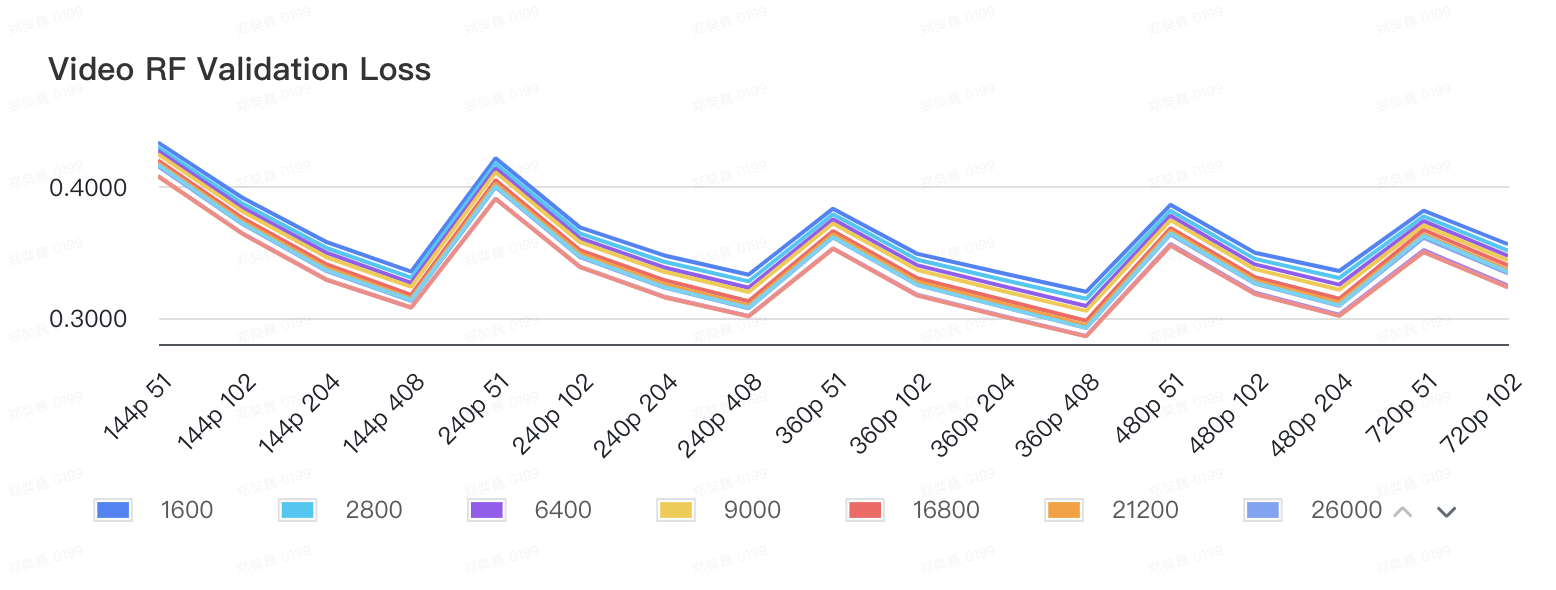 Video RF Validation Loss
0.4000
0.3000
144p 51
144p 102
144p 204
144p 408
240p 51
240p 102
240p 204
240p 408
360p 51
360p 102
360p 204
360p 408
480p 51
480p 102
480p 204
720p 51
720p 102
1600
2800
6400
9000
16800
21200
26000